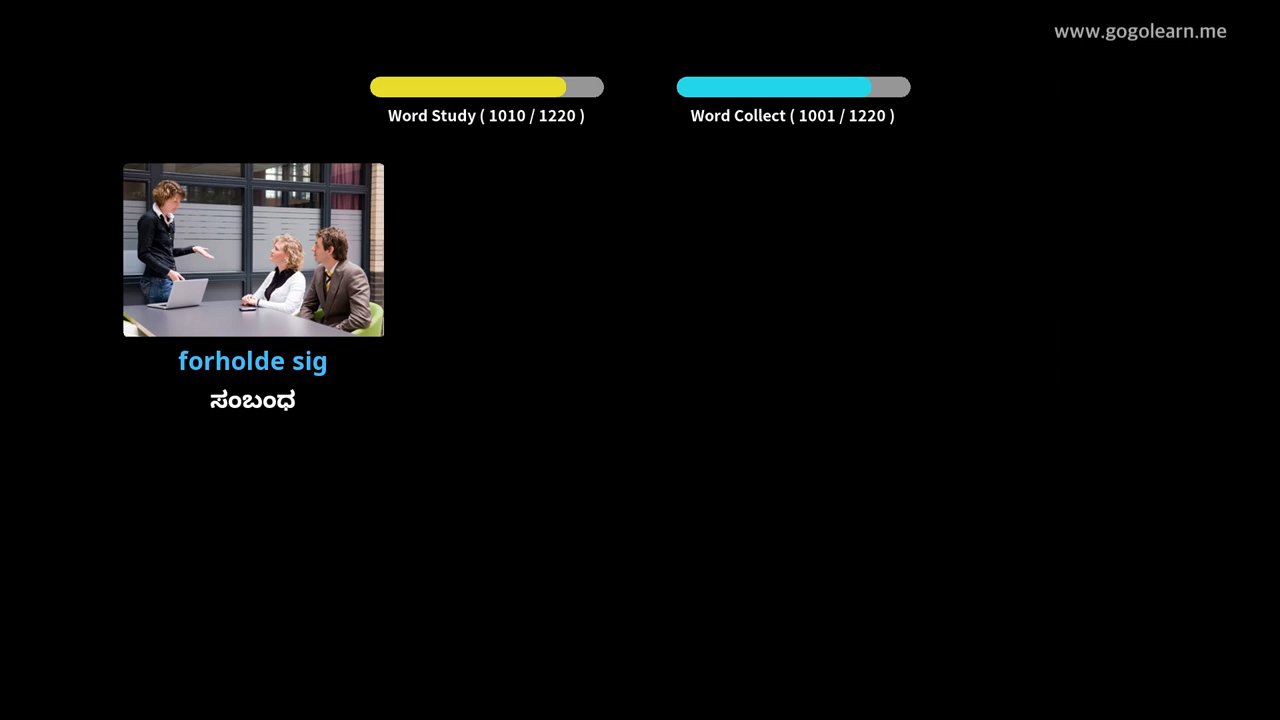 www.gogolearn.me
Word Study ( 1010 / 1220 )
Word Collect ( 1001 / 1220 )
forholde sig
ಸಂಬಂಧ